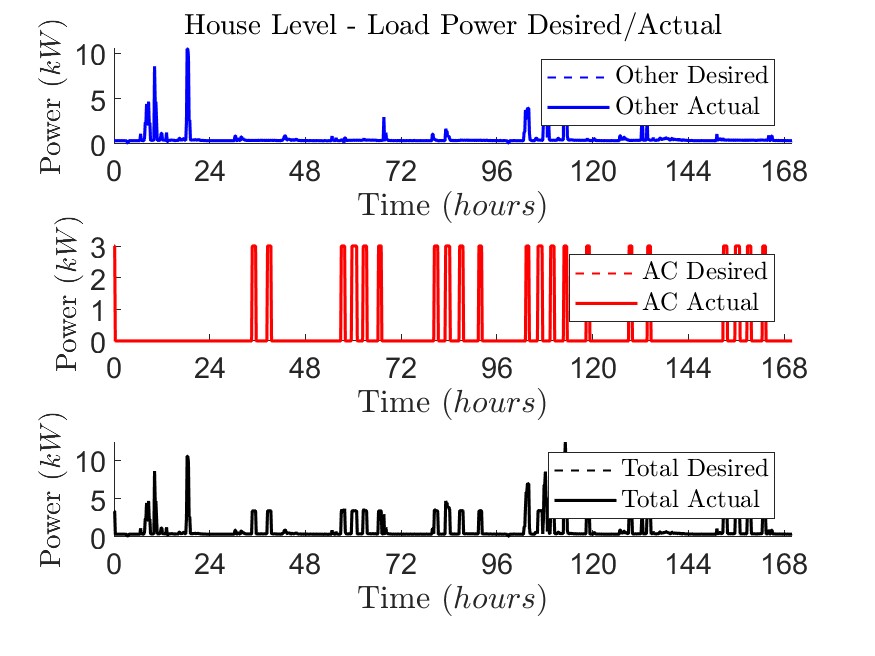 House Level - Load Power Desired/Actual
Power (kW)
10
5
0
Other Desired
Other Actual
0 24 48 72 96 120 144 168
Time (hours)
Power (kW)
3
2
1
0
AC Desired
AC Actual
0 24 48 72 96 120 144 168
Time (hours)
Power (kW)
10
5
0
Total Desired
Total Actual
0 24 48 72 96 120 144 168
Time (hours)